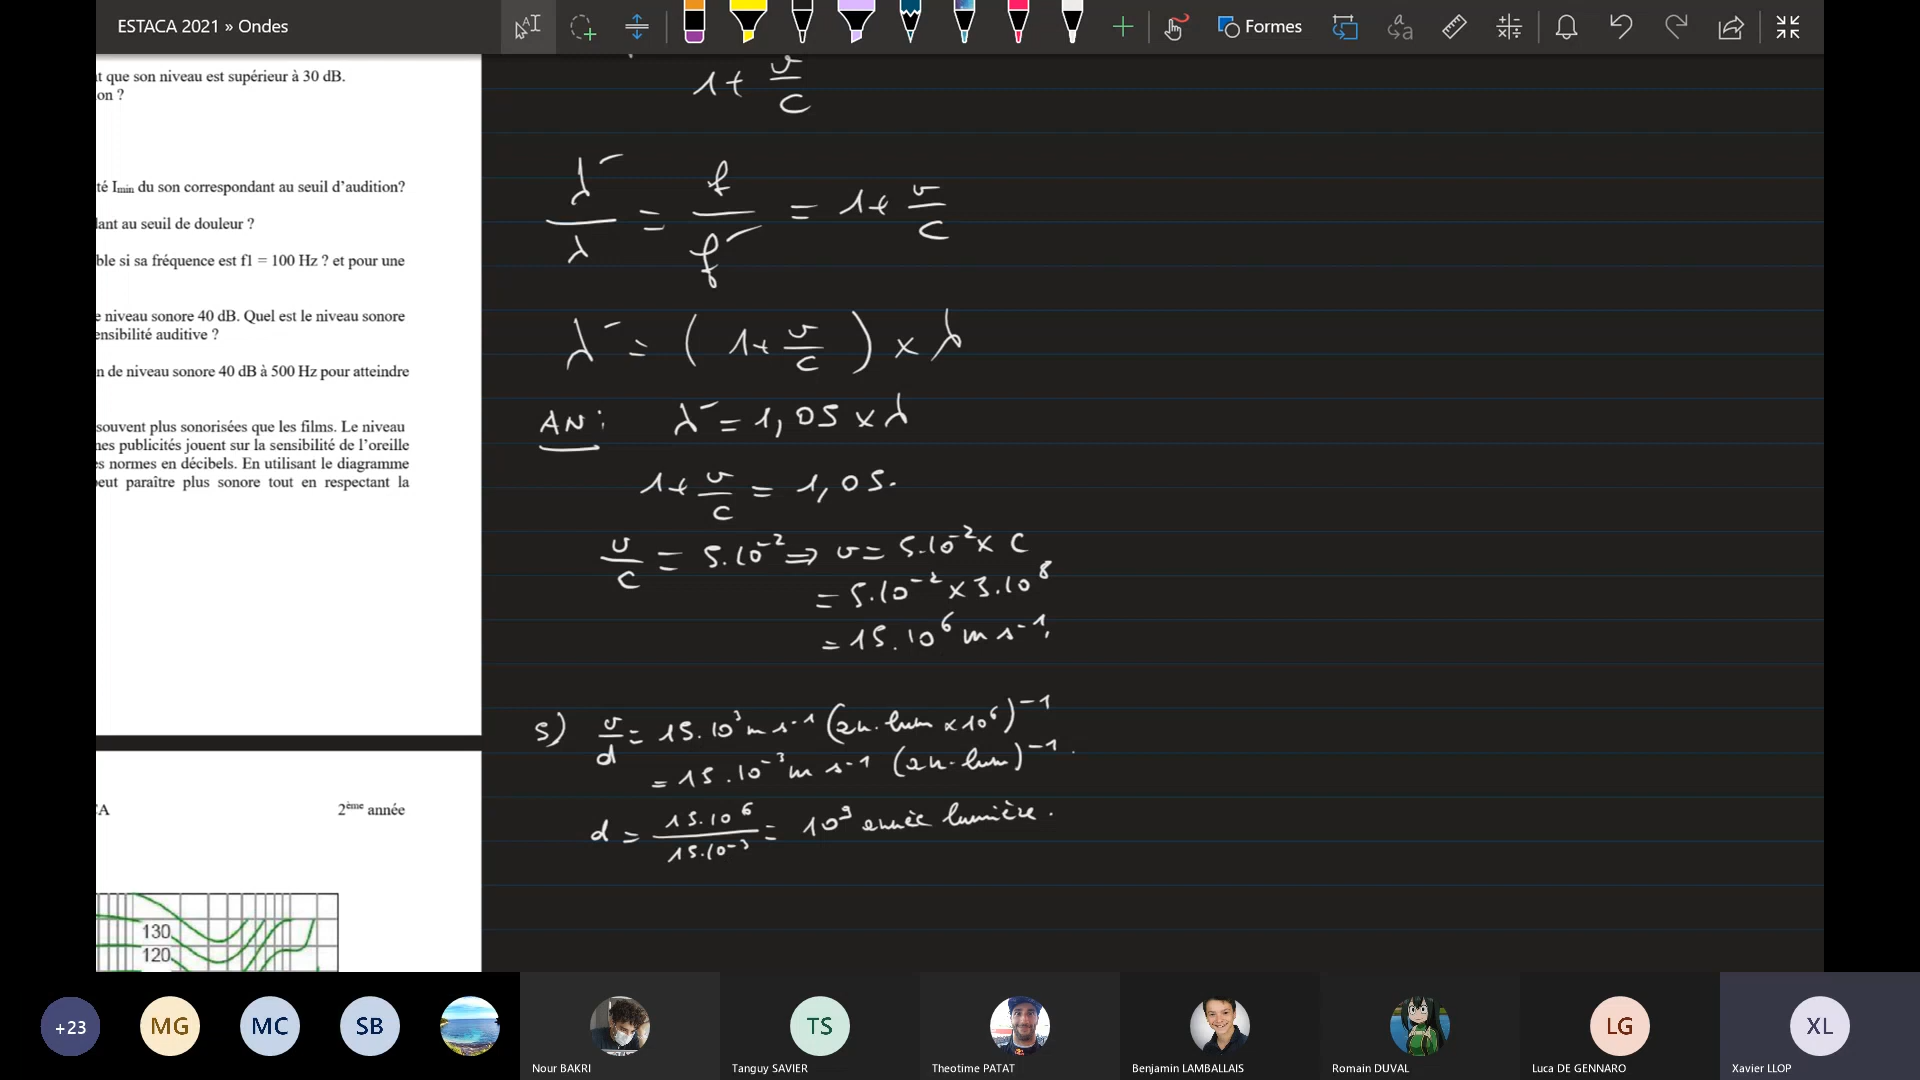 ESTACA 2021 » Ondes
Formes
t que son niveau est supérieur à 30 dB.
on ?
té Imin du son correspondant au seuil d’audition?
lant au seuil de douleur ?
ble si sa fréquence est f1 = 100 Hz ? et pour une
e niveau sonore 40 dB. Quel est le niveau sonore
ensibilité auditive ?
n de niveau sonore 40 dB à 500 Hz pour atteindre
souvent plus sonorisées que les films. Le niveau
nes publicités jouent sur la sensibilité de l’oreille
s normes en décibels. En utilisant le diagramme
eut paraître plus sonore tout en respectant la
A 2ème année
130
120
1+ v/c
λ'/λ = f/f' = 1+ v/c
λ' = (1+ v/c) × λ
AN: λ' = 1,05 × λ
1+ v/c = 1,05.
v/c = 5.10⁻² ⇒ v = 5.10⁻² × C
= 5.10⁻² × 3.10⁸
= 15.10⁶ m s⁻¹.
5) v/d = 15.10³ m s⁻¹ (an.lum × 10⁶)⁻¹
= 15.10⁻³ m s⁻¹ (an.lum)⁻¹.
d = 15.10⁶/15.10⁻³ = 10⁹ année lumière.
+23
MG
MC
SB
TS
LG
XL
Nour BAKRI
Tanguy SAVIER
Theotime PATAT
Benjamin LAMBALLAIS
Romain DUVAL
Luca DE GENNARO
Xavier LLOP